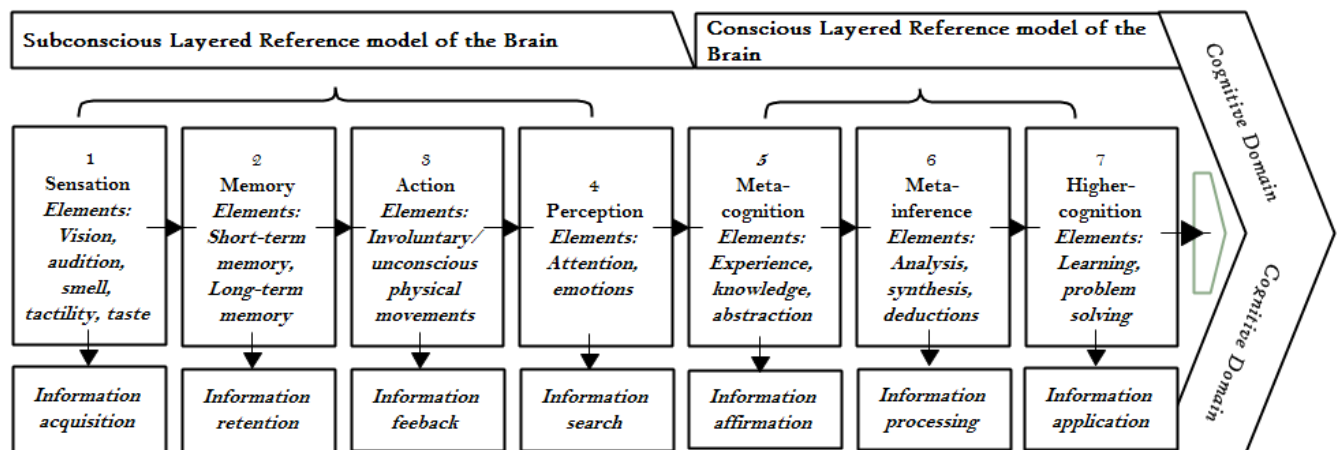 Subconscious Layered Reference model of the Brain
Conscious Layered Reference model of the
Brain
1
Sensation
Elements:
Vision,
audition,
smell,
tactility, taste
2
Memory
Elements:
Short-term
memory,
Long-term
memory
3
Action
Elements:
Involuntary/
unconscious
physical
movements
4
Perception
Elements:
Attention,
emotions
5
Meta-
cognition
Elements:
Experience,
knowledge,
abstraction
6
Meta-
inference
Elements:
Analysis,
synthesis,
deductions
7
Higher-
cognition
Elements:
Learning,
problem
solving
Cognitive Domain
Cognitive Domain
Information
acquisition
Information
retention
Information
feeback
Information
search
Information
affirmation
Information
processing
Information
application